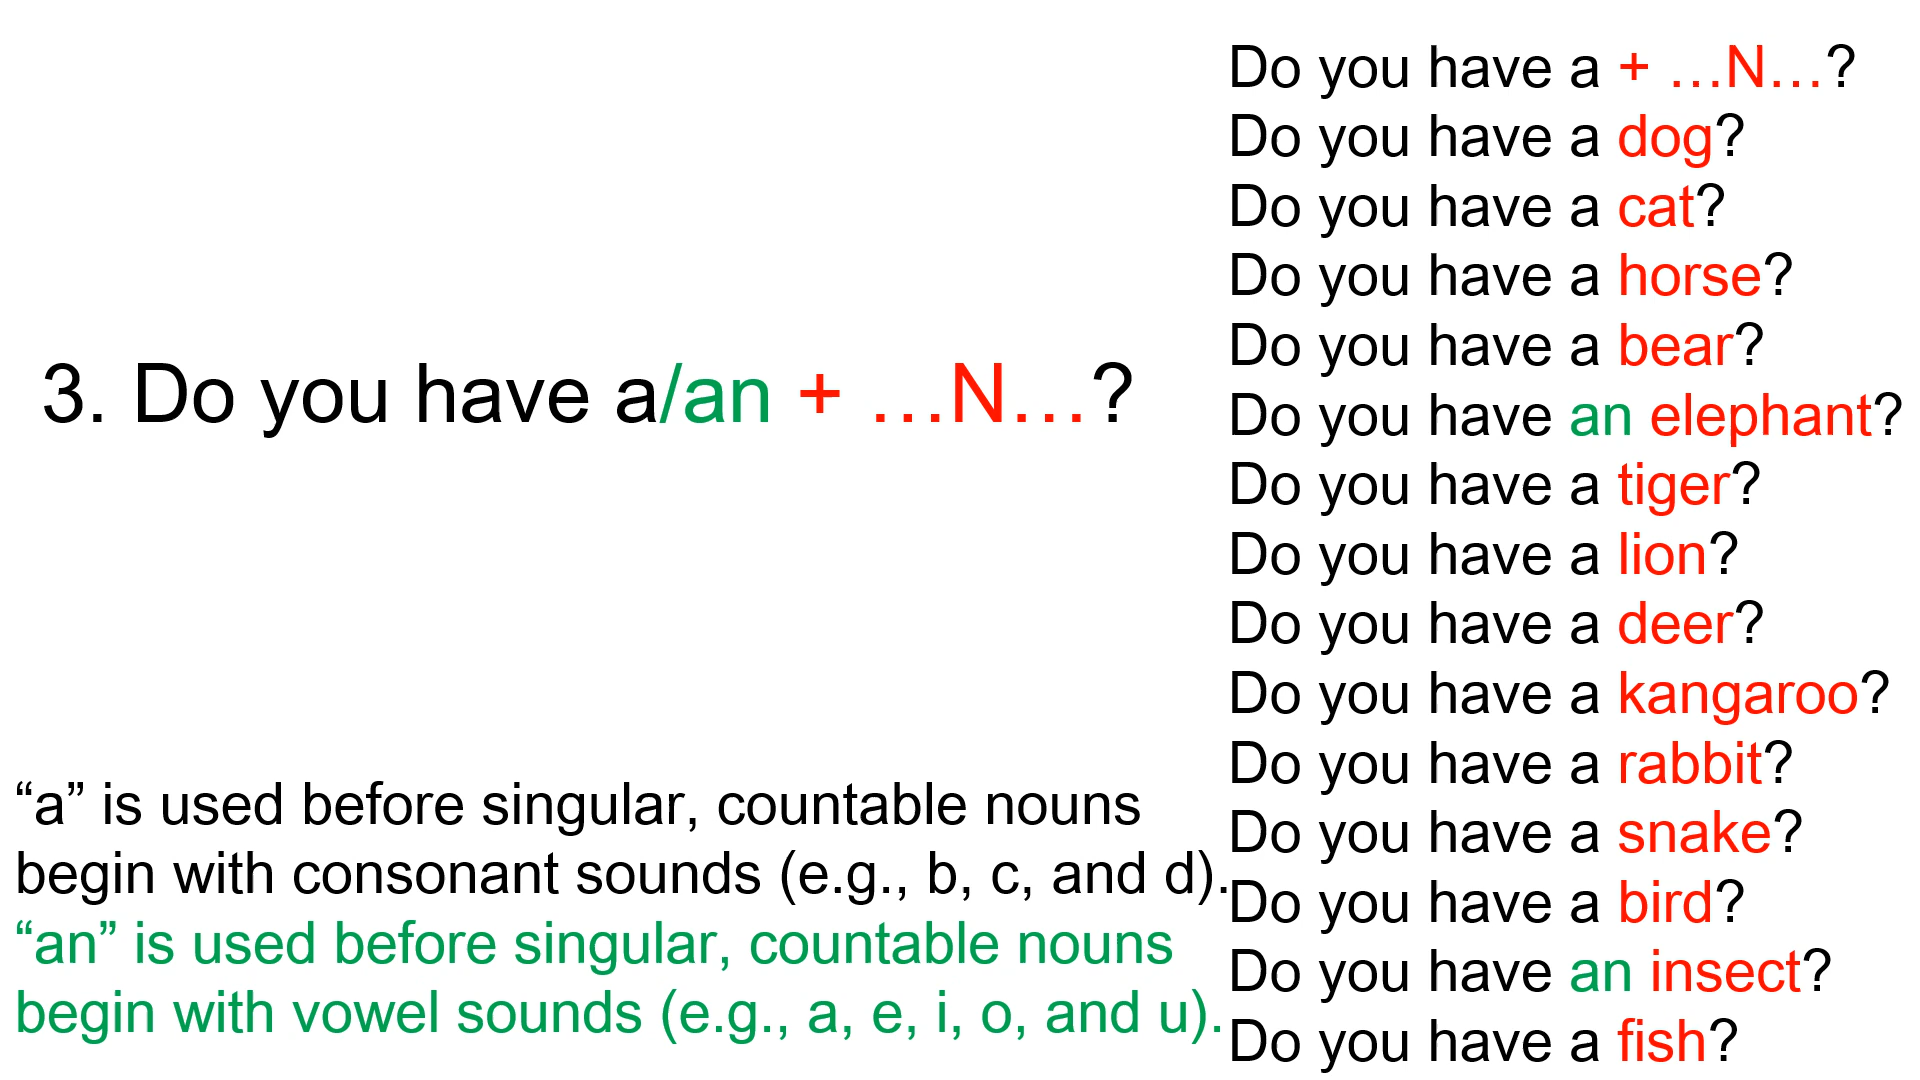 3. Do you have a/an + …N…?
“a” is used before singular, countable nouns
begin with consonant sounds (e.g., b, c, and d).
“an” is used before singular, countable nouns
begin with vowel sounds (e.g., a, e, i, o, and u).
Do you have a + …N…?
Do you have a dog?
Do you have a cat?
Do you have a horse?
Do you have a bear?
Do you have an elephant?
Do you have a tiger?
Do you have a lion?
Do you have a deer?
Do you have a kangaroo?
Do you have a rabbit?
Do you have a snake?
Do you have a bird?
Do you have an insect?
Do you have a fish?